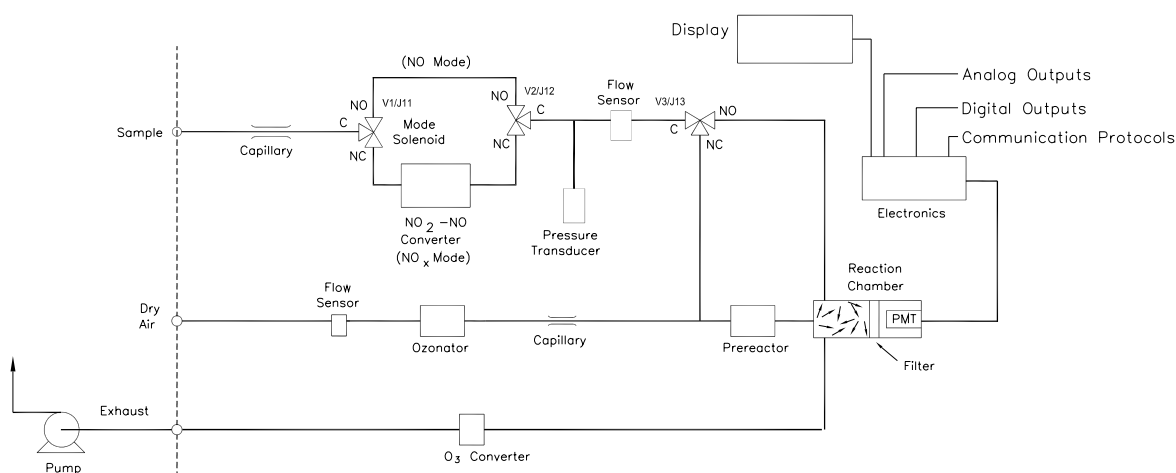 Display
(NO Mode)
Analog Outputs
Flow
Sensor
NO
V1/J11
NO
V2/J12
V3/J13
NO
Digital Outputs
Sample
C
Mode
Solenoid
C
C
Communication Protocols
Capillary
NC
NC
NC
NO2 -NO
Converter
(NOx Mode)
Pressure
Transducer
Electronics
Reaction
Chamber
Dry
Air
Flow
Sensor
PMT
Ozonator
Capillary
Prereactor
Filter
Exhaust
Pump
O3 Converter